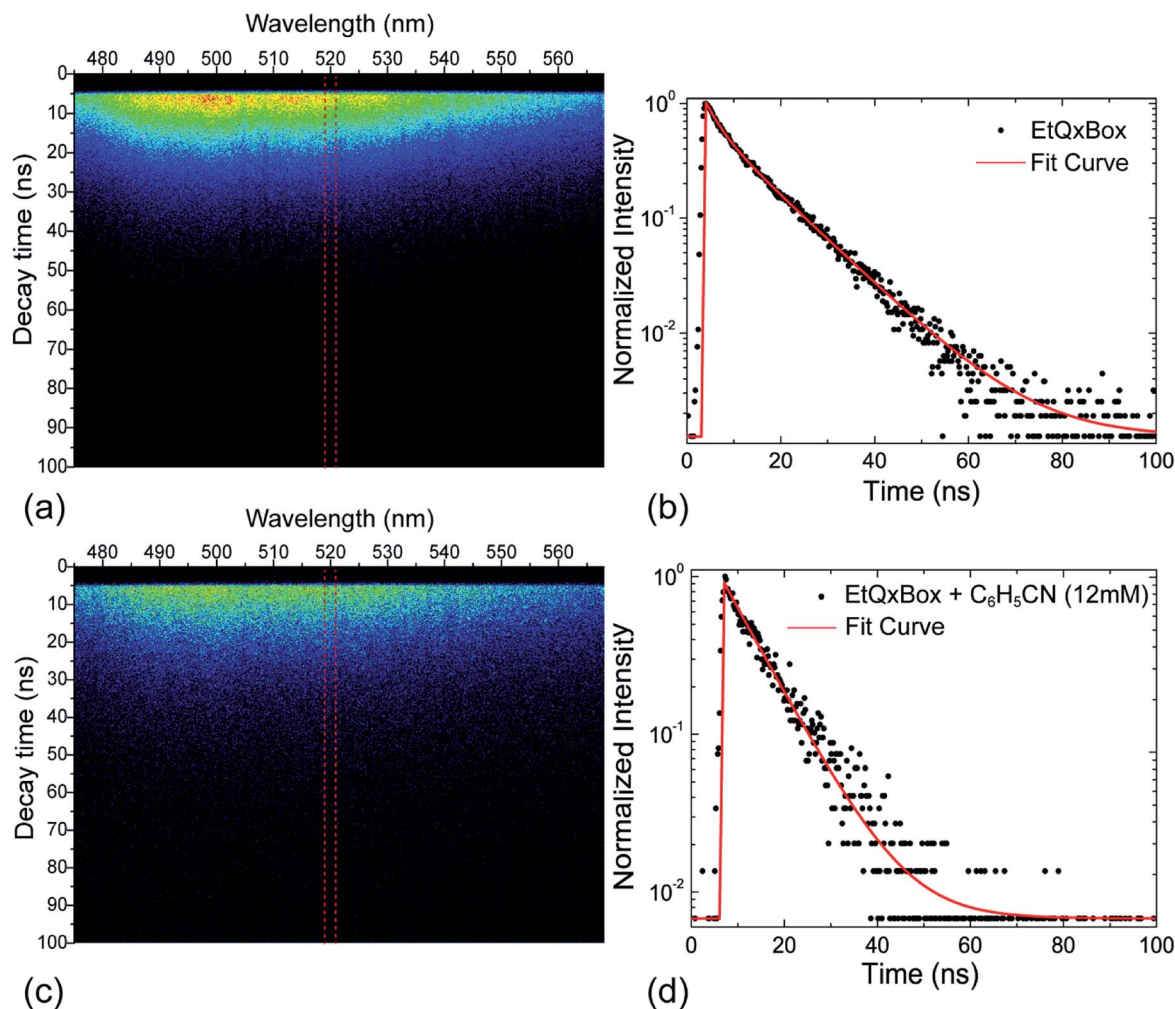 Wavelength (nm)
480 490 500 510 520 530 540 550 560
Decay time (ns)
0
10
20
30
40
50
60
70
80
90
100
(a)
Normalized Intensity
10⁰
10⁻¹
10⁻²
EtQxBox
Fit Curve
0 20 40 60 80 100
Time (ns)
(b)
Wavelength (nm)
480 490 500 510 520 530 540 550 560
Decay time (ns)
0
10
20
30
40
50
60
70
80
90
100
(c)
Normalized Intensity
10⁰
10⁻¹
10⁻²
EtQxBox + C₆H₅CN (12mM)
Fit Curve
0 20 40 60 80 100
Time (ns)
(d)